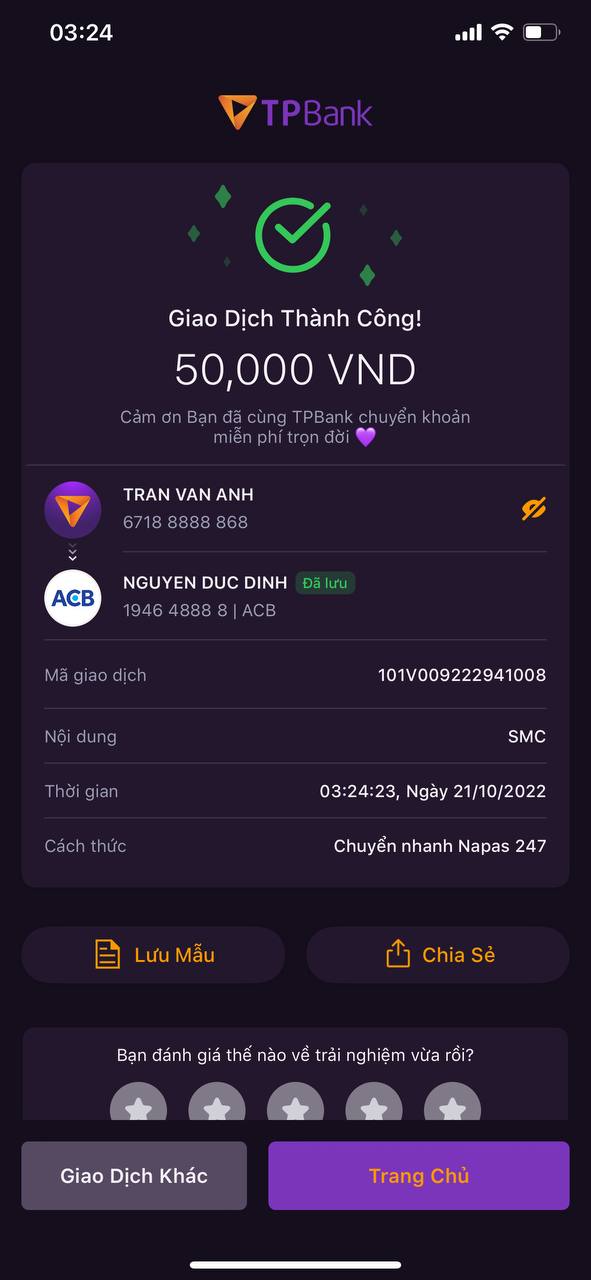 03:24
TPBank
Giao Dịch Thành Công!
50,000 VND
Cảm ơn Bạn đã cùng TPBank chuyển khoản
miễn phí trọn đời 💜
TRAN VAN ANH
6718 8888 868
ACB
NGUYEN DUC DINH Đã lưu
1946 4888 8 | ACB
Mã giao dịch 101V009222941008
Nội dung SMC
Thời gian 03:24:23, Ngày 21/10/2022
Cách thức Chuyển nhanh Napas 247
Lưu Mẫu Chia Sẻ
Bạn đánh giá thế nào về trải nghiệm vừa rồi?
Giao Dịch Khác Trang Chủ